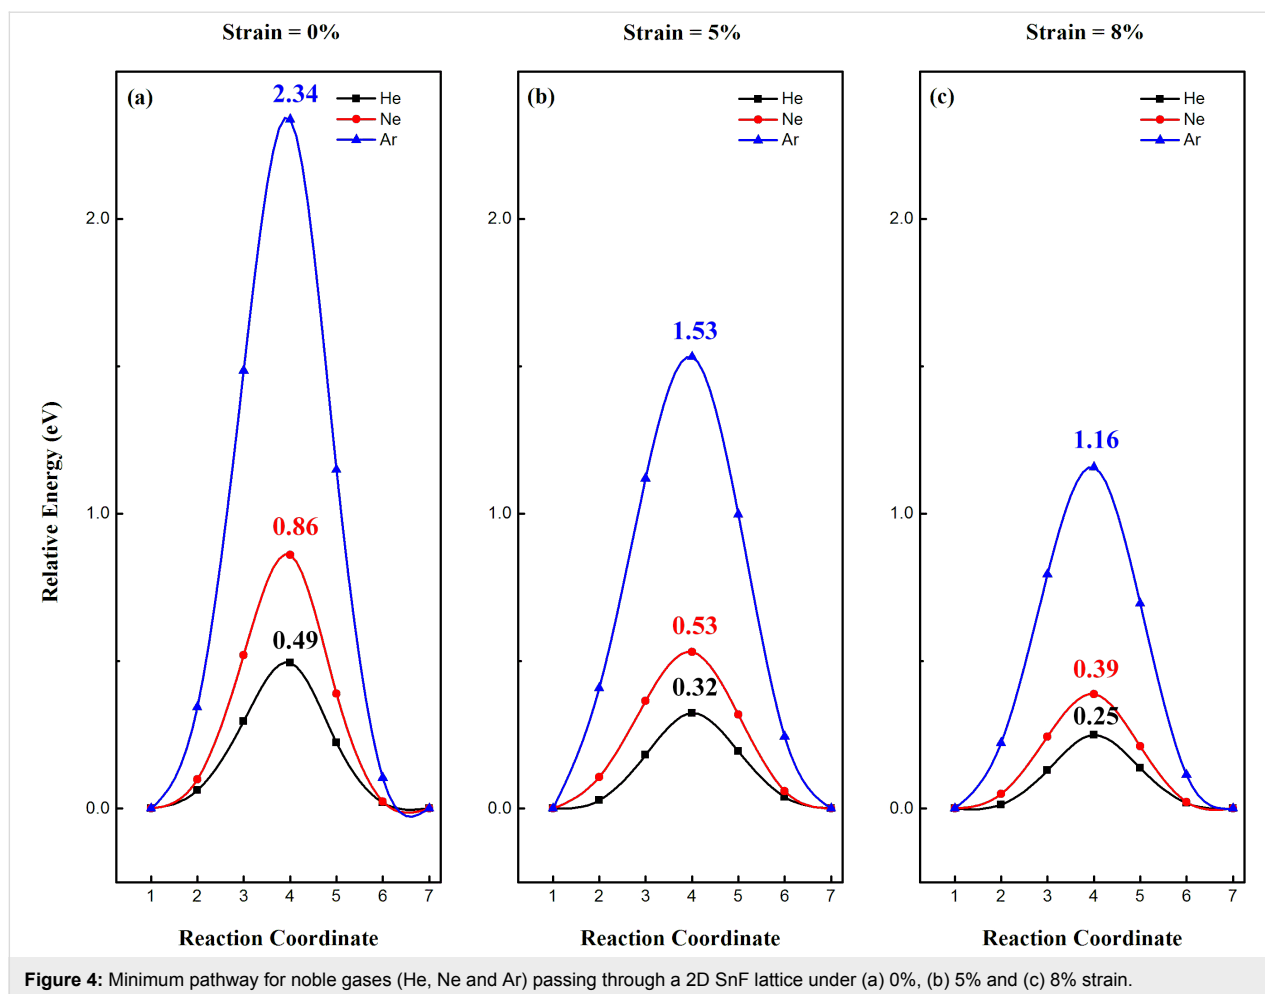 Strain = 0%
Strain = 5%
Strain = 8%
(a)
2.34
He
Ne
Ar
2.0
1.0
0.0
0.86
0.49
1 2 3 4 5 6 7
Reaction Coordinate
Relative Energy (eV)
(b)
He
Ne
Ar
2.0
1.53
1.0
0.53
0.32
0.0
1 2 3 4 5 6 7
Reaction Coordinate
(c)
He
Ne
Ar
2.0
1.16
1.0
0.39
0.25
0.0
1 2 3 4 5 6 7
Reaction Coordinate
Figure 4: Minimum pathway for noble gases (He, Ne and Ar) passing through a 2D SnF lattice under (a) 0%, (b) 5% and (c) 8% strain.